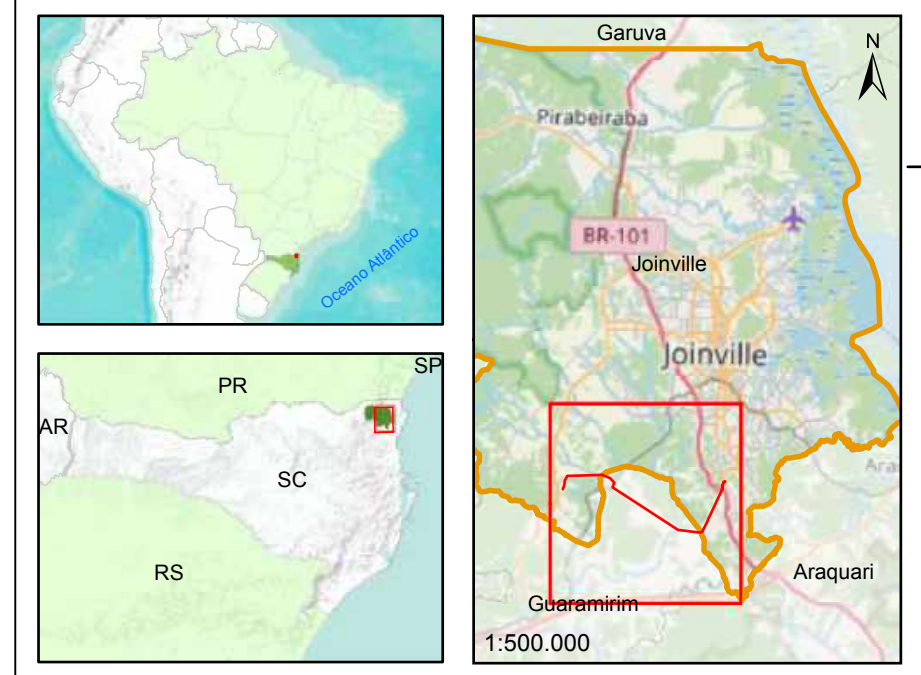 Oceano Atlântico
SP
PR
AR
SC
RS
Garuva
N
Pirabeiraba
BR-101
Joinville
Joinville
Araquari
Guaramirim
1:500.000